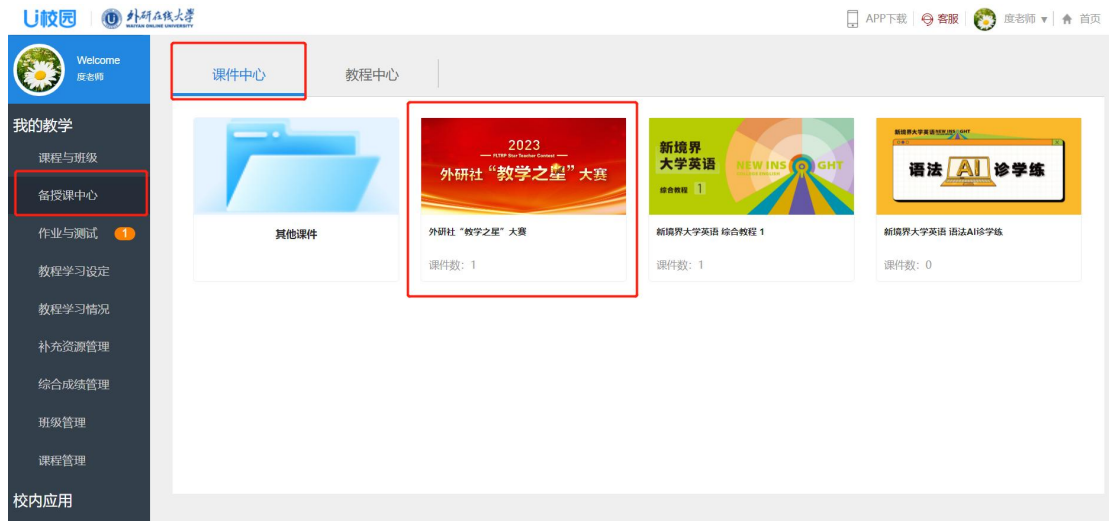 U校园
外研在线大学
WAIYAN ONLINE UNIVERSITY
APP下载
客服
度老师
首页
Welcome
度老师
我的教学
课程与班级
备授课中心
作业与测试 1
教程学习设定
教程学习情况
补充资源管理
综合成绩管理
班级管理
课程管理
校内应用
课件中心
教程中心
其他课件
2023
FLTRP Star Teacher Contest
外研社“教学之星”大赛
外研社“教学之星”大赛
课件数：1
新境界
大学英语
NEW INSIGHT
综合教程 1
新境界大学英语 综合教程 1
课件数：1
新境界大学英语 NEW INSIGHT
语法 AI 诊学练
新境界大学英语 语法AI诊学练
课件数：0